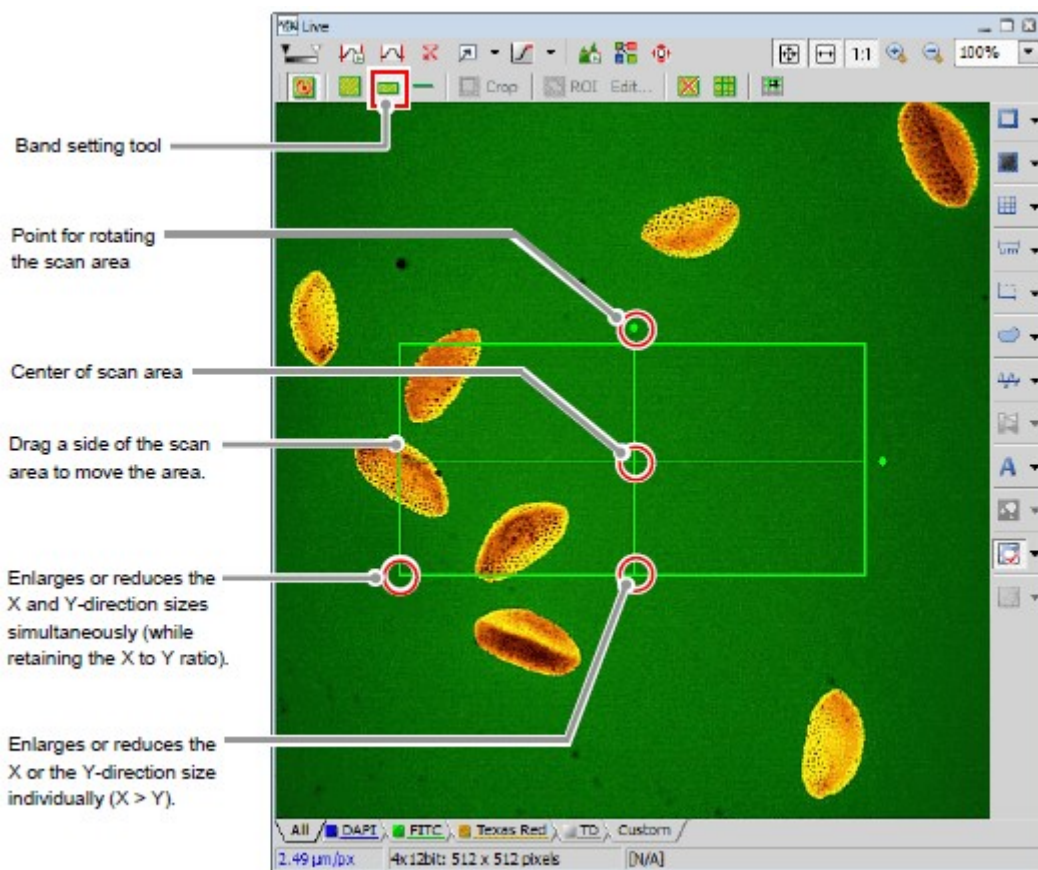 Live
1:1
100%
Crop
ROI Edit...
Band setting tool
Point for rotating
the scan area
Center of scan area
Drag a side of the scan
area to move the area.
Enlarges or reduces the
X and Y-direction sizes
simultaneously (while
retaining the X to Y ratio).
Enlarges or reduces the
X or the Y-direction size
individually (X > Y).
A
All DAPI FITC Texas Red TD Custom
2.49 µm/px 4x12bit: 512 x 512 pixels [N/A]